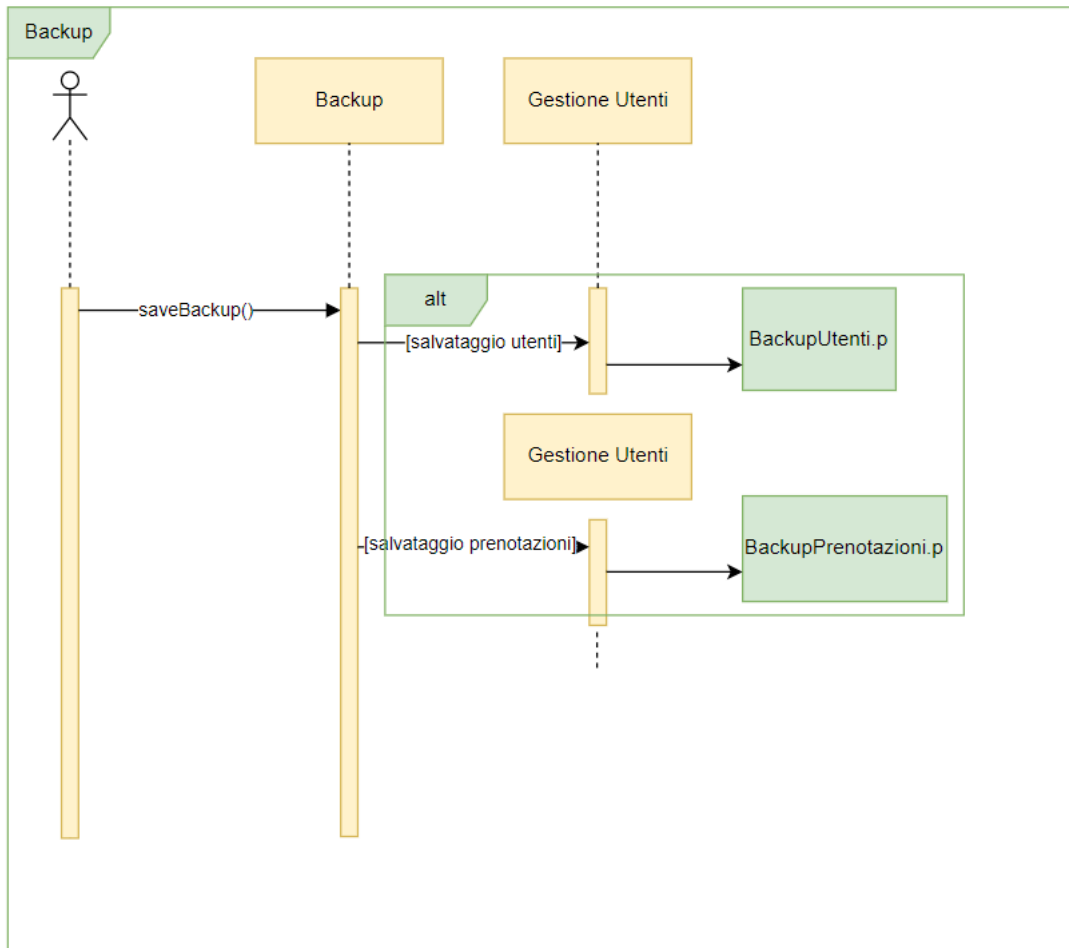 Backup
Backup
Gestione Utenti
alt
saveBackup()
[salvataggio utenti]
BackupUtenti.p
Gestione Utenti
[salvataggio prenotazioni]
BackupPrenotazioni.p